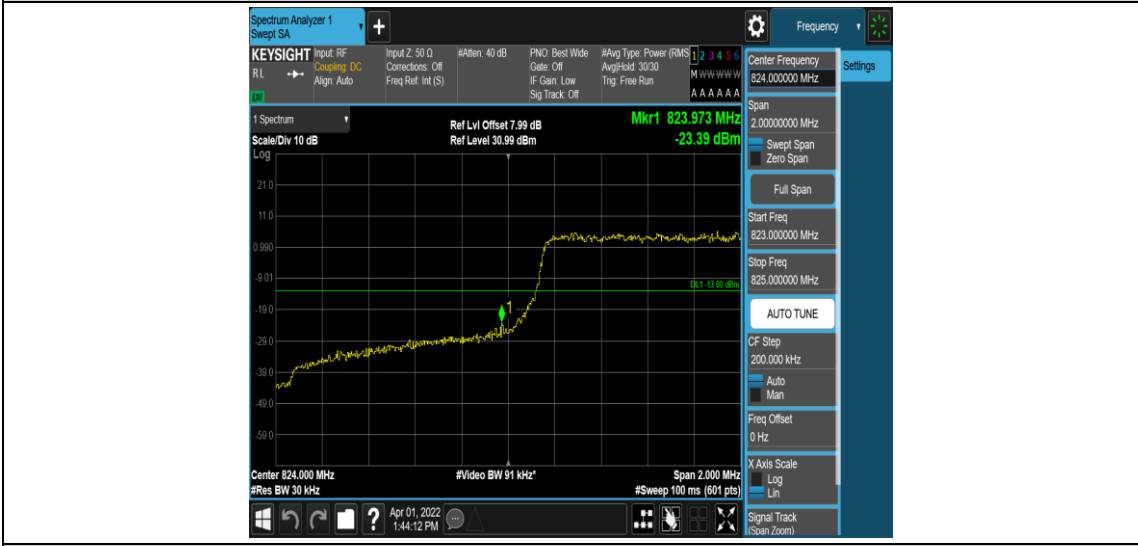 Spectrum Analyzer 1
Swept SA
+
Frequency
KEYSIGHT
RL
Input: RF
Coupling: DC
Align: Auto
Input Z: 50 Ω
Corrections: Off
Freq Ref: Int (S)
#Atten: 40 dB
PNO: Best Wide
Gate: Off
IF Gain: Low
Sig Track: Off
#Avg Type: Power (RMS
Avg|Hold: 30/30
Trig: Free Run
1 2 3 4 5 6
M W W W W W
A A A A A A
1 Spectrum
Scale/Div 10 dB
Log
Ref Lvl Offset 7.99 dB
Ref Level 30.99 dBm
Mkr1 823.973 MHz
-23.39 dBm
21.0
11.0
0.990
-9.01
-19.0
-29.0
-39.0
-49.0
-59.0
DL1 -13.00 dBm
1
Center 824.000 MHz
#Res BW 30 kHz
#Video BW 91 kHz*
Span 2.000 MHz
#Sweep 100 ms (601 pts)
Apr 01, 2022
1:44:12 PM
?
Center Frequency
824.000000 MHz
Span
2.00000000 MHz
Swept Span
Zero Span
Full Span
Start Freq
823.000000 MHz
Stop Freq
825.000000 MHz
AUTO TUNE
CF Step
200.000 kHz
Auto
Man
Freq Offset
0 Hz
X Axis Scale
Log
Lin
Signal Track
(Span Zoom)
Settings